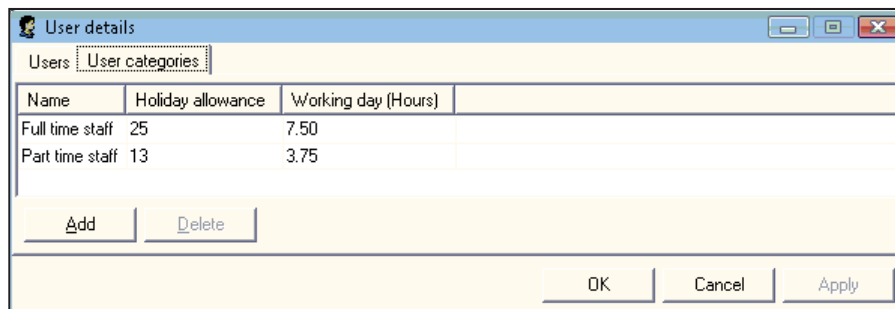 User details
Users User categories
Name Holiday allowance Working day (Hours)
Full time staff 25 7.50
Part time staff 13 3.75
Add Delete
OK Cancel Apply